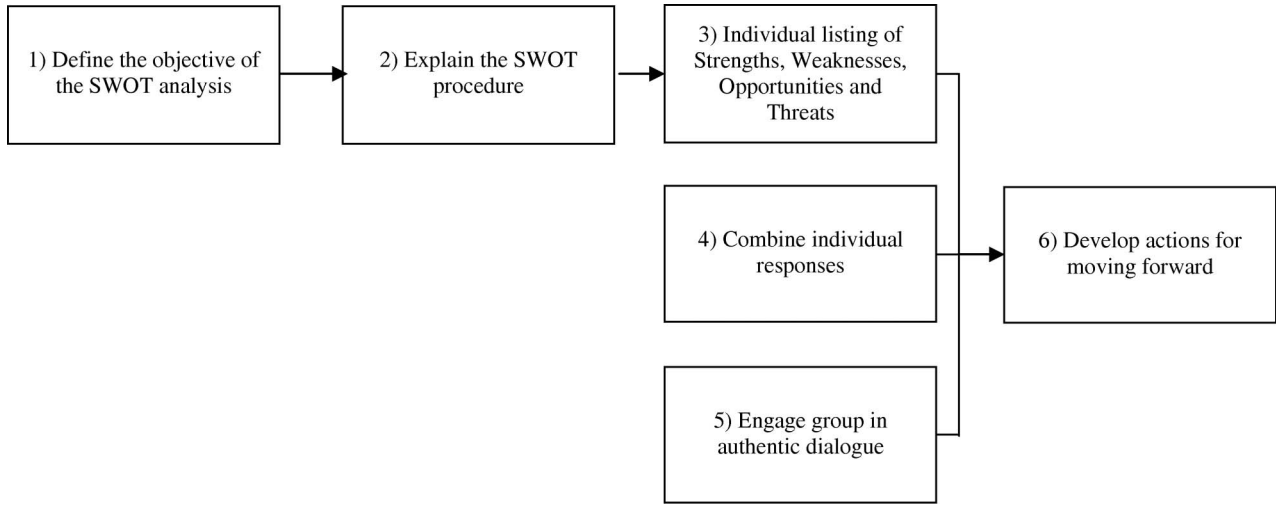 1) Define the objective of
the SWOT analysis
2) Explain the SWOT
procedure
3) Individual listing of
Strengths, Weaknesses,
Opportunities and
Threats
4) Combine individual
responses
5) Engage group in
authentic dialogue
6) Develop actions for
moving forward